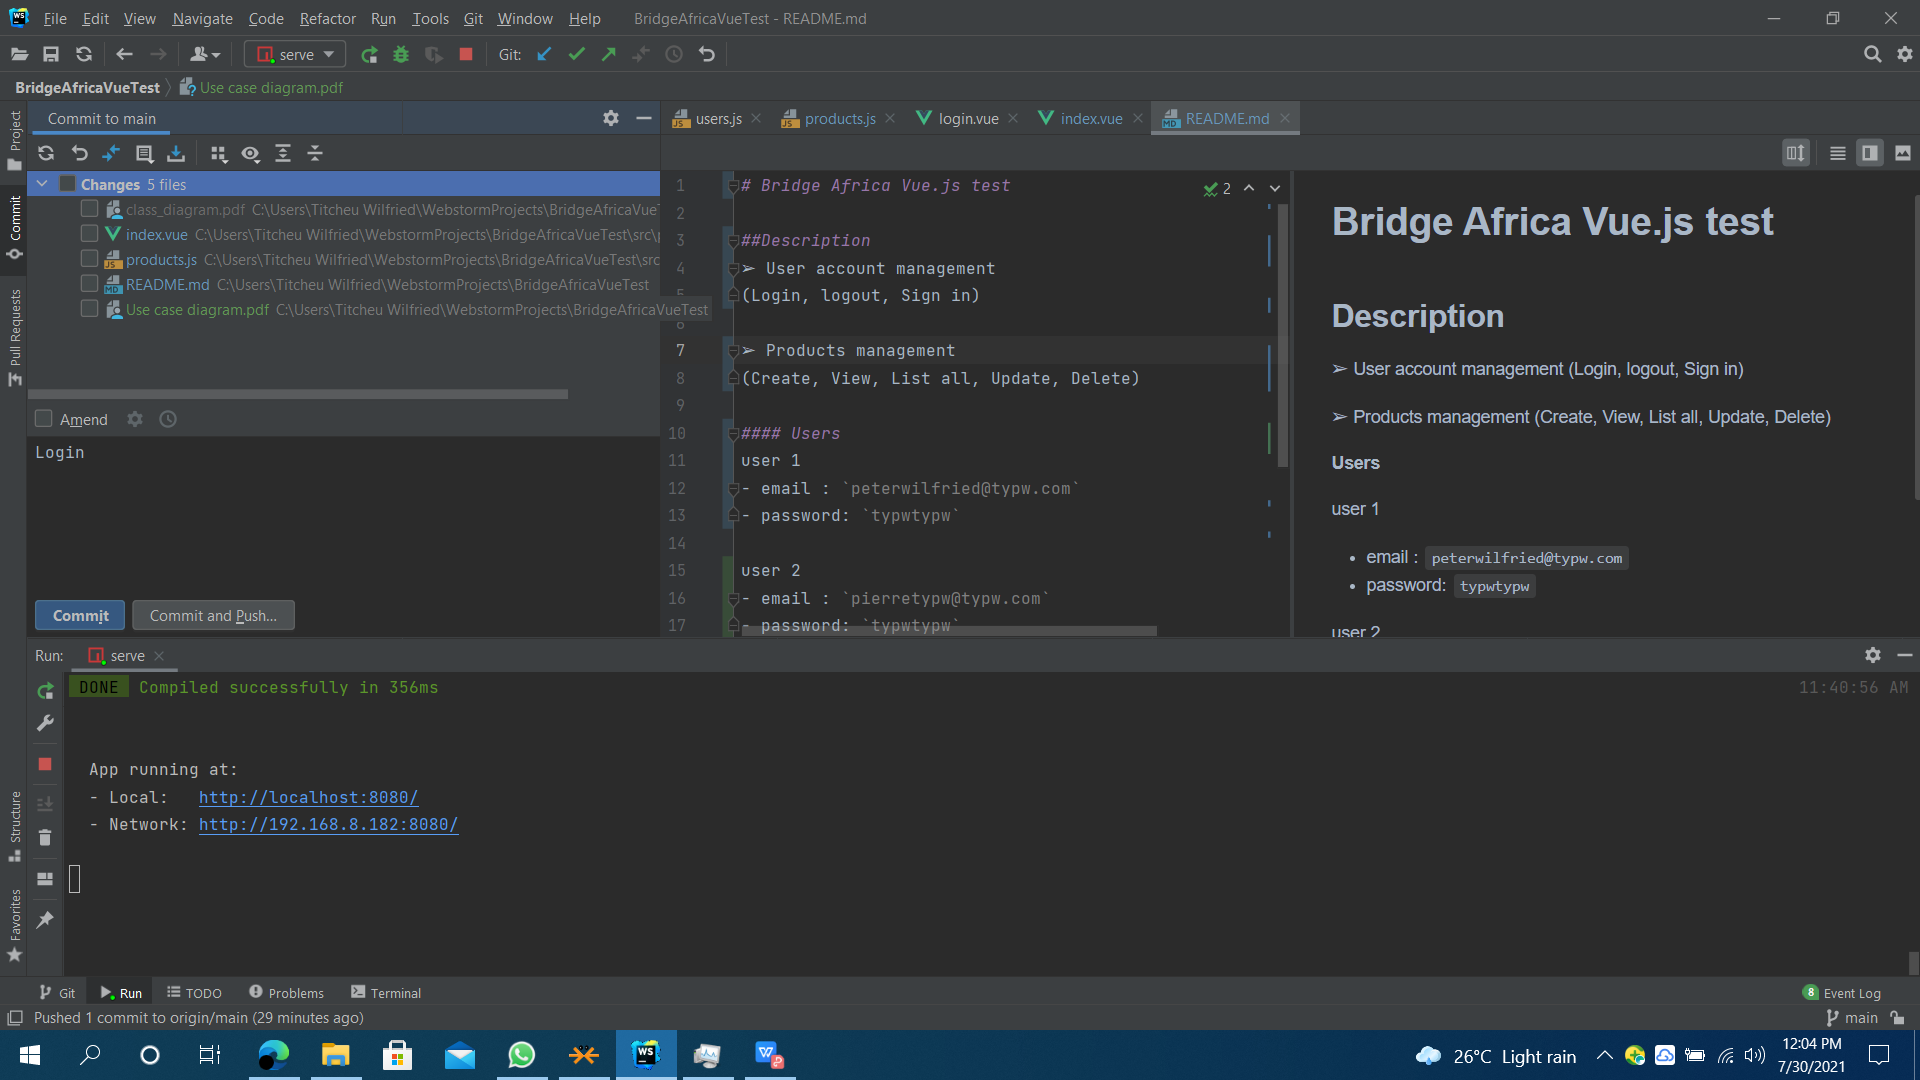 File Edit View Navigate Code Refactor Run Tools Git Window Help BridgeAfricaVueTest - README.md
serve Git:
BridgeAfricaVueTest Use case diagram.pdf
Project
Commit
Pull Requests
Structure
Favorites
Commit to main
Changes 5 files
class_diagram.pdf C:\Users\Titcheu Wilfried\WebstormProjects\BridgeAfricaVueT
index.vue C:\Users\Titcheu Wilfried\WebstormProjects\BridgeAfricaVueTest\src\p
products.js C:\Users\Titcheu Wilfried\WebstormProjects\BridgeAfricaVueTest\src
README.md C:\Users\Titcheu Wilfried\WebstormProjects\BridgeAfricaVueTest
Use case diagram.pdf C:\Users\Titcheu Wilfried\WebstormProjects\BridgeAfricaVueTest
Amend
Login
Commit Commit and Push...
users.js products.js login.vue index.vue README.md
2
1 # Bridge Africa Vue.js test
2
3 ##Description
4 ➢ User account management
5 (Login, logout, Sign in)
6
7 ➢ Products management
8 (Create, View, List all, Update, Delete)
9
10 #### Users
11 user 1
12 - email : `peterwilfried@typw.com`
13 - password: `typwtypw`
14
15 user 2
16 - email : `pierretypw@typw.com`
17 - password: `typwtypw`
Bridge Africa Vue.js test
Description
➢ User account management (Login, logout, Sign in)
➢ Products management (Create, View, List all, Update, Delete)
Users
user 1
• email : peterwilfried@typw.com
• password: typwtypw
user 2
Run: serve
DONE Compiled successfully in 356ms 11:40:56 AM
App running at:
- Local: http://localhost:8080/
- Network: http://192.168.8.182:8080/
Git Run TODO Problems Terminal 8 Event Log
Pushed 1 commit to origin/main (29 minutes ago) main
WS W 26°C Light rain 12:04 PM
7/30/2021